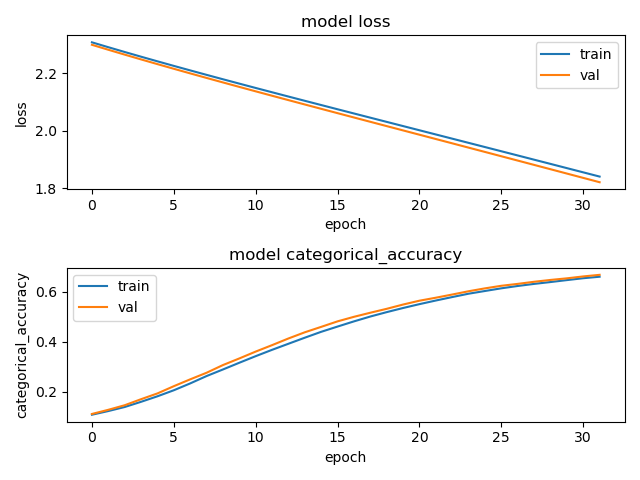 model loss
2.2
2.0
1.8
loss
train
val
0 5 10 15 20 25 30
epoch
model categorical_accuracy
0.6
0.4
0.2
categorical_accuracy
train
val
0 5 10 15 20 25 30
epoch